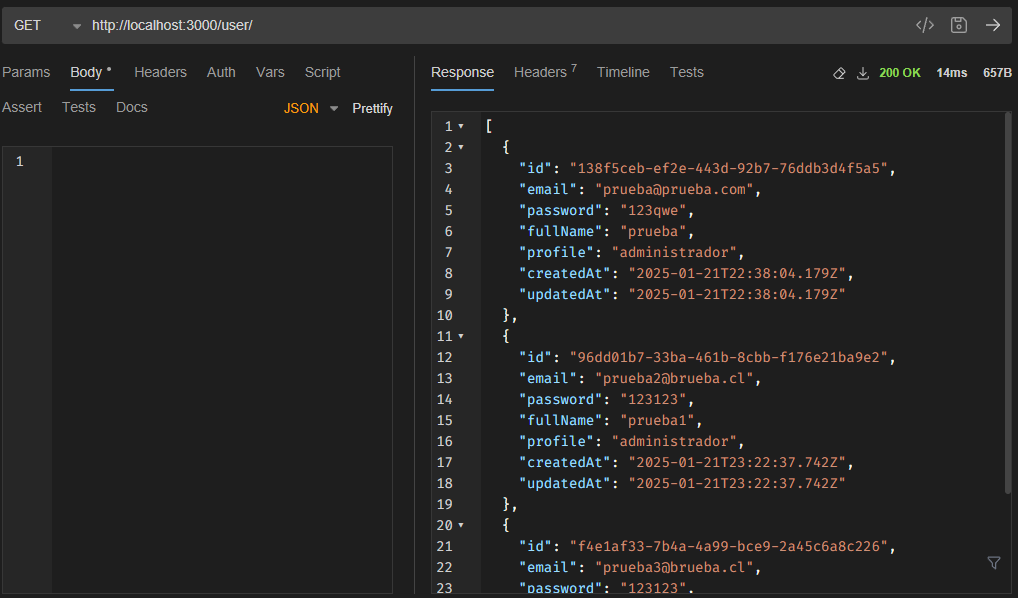 GET http://localhost:3000/user/
Params Body Headers Auth Vars Script
Assert Tests Docs JSON Prettify
1
Response Headers 7 Timeline Tests 200 OK 14ms 657B
1 [
2 {
3 "id": "138f5ceb-ef2e-443d-92b7-76ddb3d4f5a5",
4 "email": "prueba@prueba.com",
5 "password": "123qwe",
6 "fullName": "prueba",
7 "profile": "administrador",
8 "createdAt": "2025-01-21T22:38:04.179Z",
9 "updatedAt": "2025-01-21T22:38:04.179Z"
10 },
11 {
12 "id": "96dd01b7-33ba-461b-8cbb-f176e21ba9e2",
13 "email": "prueba2@brueba.cl",
14 "password": "123123",
15 "fullName": "prueba1",
16 "profile": "administrador",
17 "createdAt": "2025-01-21T23:22:37.742Z",
18 "updatedAt": "2025-01-21T23:22:37.742Z"
19 },
20 {
21 "id": "f4e1af33-7b4a-4a99-bce9-2a45c6a8c226",
22 "email": "prueba3@brueba.cl",
23 "password": "123123",